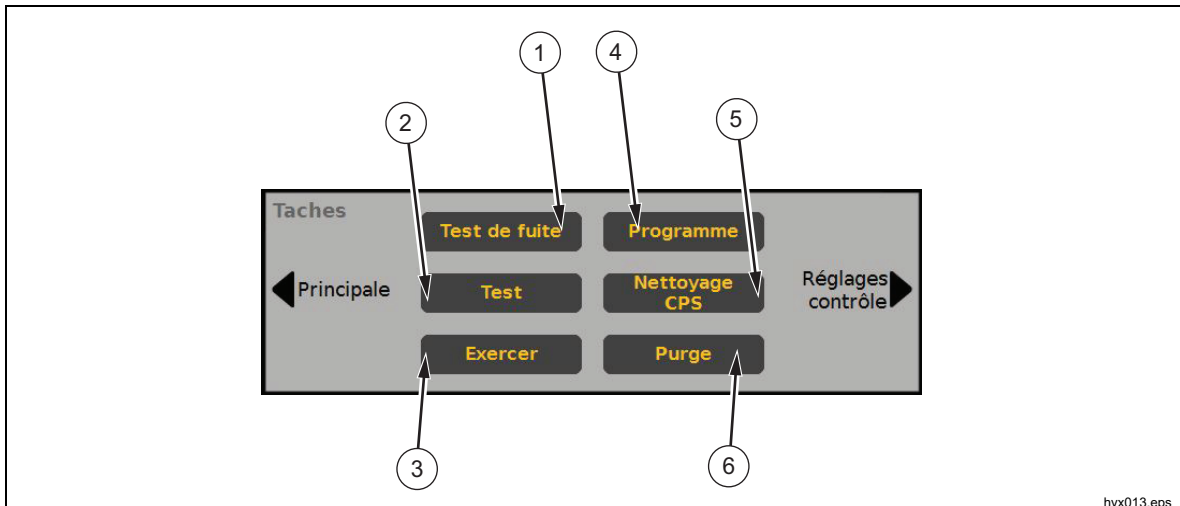 1
4
2
5
Taches
Test de fuite
Programme
Principale
Test
Nettoyage
CPS
Réglages
contrôle
Exercer
Purge
3
6
hyx013.eps